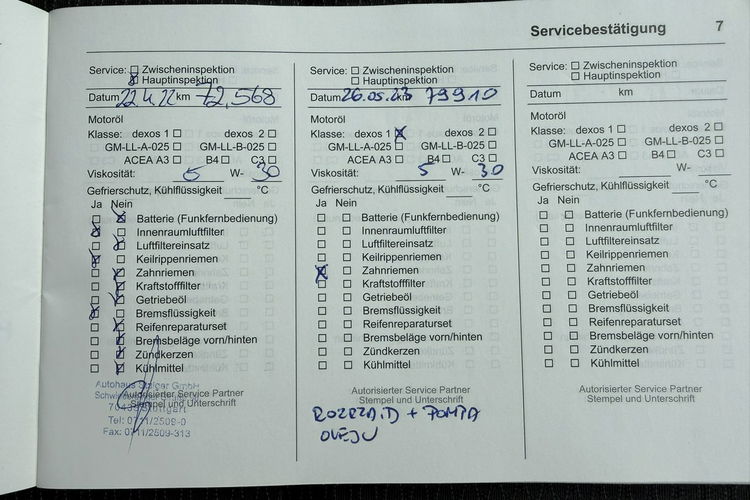 Servicebestätigung 7
Service: Zwischeninspektion
Hauptinspektion
Datum 22.4.22 km 72.568
Motoröl
Klasse: dexos 1 dexos 2
GM-LL-A-025 GM-LL-B-025
ACEA A3 B4 C3
Viskosität: 5 W- 30
Gefrierschutz, Kühlflüssigkeit °C
Ja Nein
Batterie (Funkfernbedienung)
Innenraumluftfilter
Luftfiltereinsatz
Keilrippenriemen
Zahnriemen
Kraftstofffilter
Getriebeöl
Bremsflüssigkeit
Reifenreparaturset
Bremsbeläge vorn/hinten
Zündkerzen
Kühlmittel
Autorisierter Service Partner
Stempel und Unterschrift
Autohaus GmbH
Tel: 0711/2509-0
Fax: 0711/2509-313
Service: Zwischeninspektion
Hauptinspektion
Datum 26.05.23 km 79910
Motoröl
Klasse: dexos 1 dexos 2
GM-LL-A-025 GM-LL-B-025
ACEA A3 B4 C3
Viskosität: 5 W- 30
Gefrierschutz, Kühlflüssigkeit °C
Ja Nein
Batterie (Funkfernbedienung)
Innenraumluftfilter
Luftfiltereinsatz
Keilrippenriemen
Zahnriemen
Kraftstofffilter
Getriebeöl
Bremsflüssigkeit
Reifenreparaturset
Bremsbeläge vorn/hinten
Zündkerzen
Kühlmittel
Autorisierter Service Partner
Stempel und Unterschrift
ROZRZĄD + POMPA
OLEJU
Service: Zwischeninspektion
Hauptinspektion
Datum km
Motoröl
Klasse: dexos 1 dexos 2
GM-LL-A-025 GM-LL-B-025
ACEA A3 B4 C3
Viskosität: W-
Gefrierschutz, Kühlflüssigkeit °C
Ja Nein
Batterie (Funkfernbedienung)
Innenraumluftfilter
Luftfiltereinsatz
Keilrippenriemen
Zahnriemen
Kraftstofffilter
Getriebeöl
Bremsflüssigkeit
Reifenreparaturset
Bremsbeläge vorn/hinten
Zündkerzen
Kühlmittel
Autorisierter Service Partner
Stempel und Unterschrift